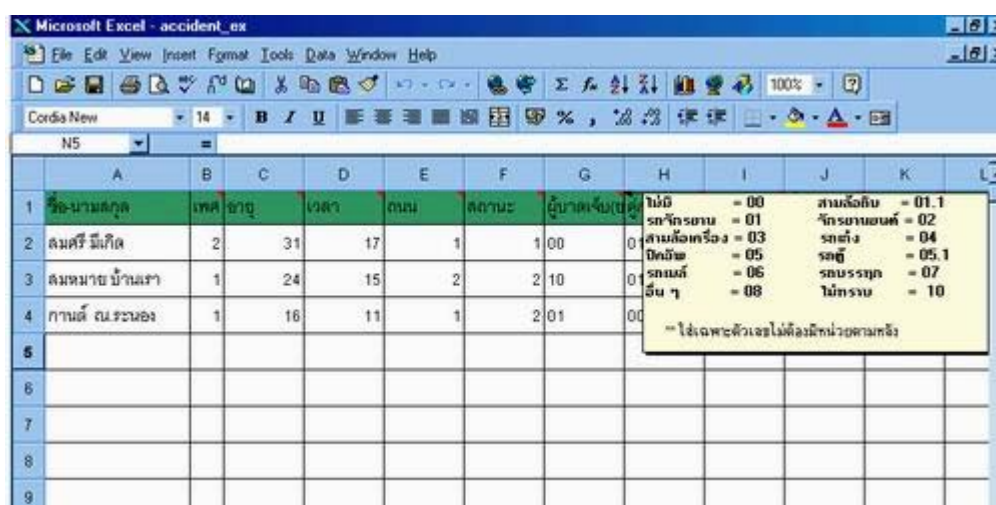 Microsoft Excel - accident_ex
File Edit View Insert Format Tools Data Window Help
100%
Cordia New 14 B I U % ,
N5 =
A B C D E F G H I J K L
1 ชื่อ-นามสกุล เพศ อายุ เวลา ถนน สถานะ ผู้บาดเจ็บ(ข
2 สมศรี มีเกิด 2 31 17 1 1 00 01
3 สมหมาย บ้านเรา 1 24 15 2 2 10 01
4 กานต์ ณ.ระนอง 1 16 11 1 2 01 00
5
6
7
8
9
ไม่มี = 00 สามล้อถีบ = 01.1
รถจักรยาน = 01 จักรยานยนต์ = 02
สามล้อเครื่อง = 03 รถเก๋ง = 04
ปิคอัพ = 05 รถตู้ = 05.1
รถเมล์ = 06 รถบรรทุก = 07
อื่น ๆ = 08 ไม่ทราบ = 10
** ใส่เฉพาะตัวเลขไม่ต้องมีหน่วยตามหลัง